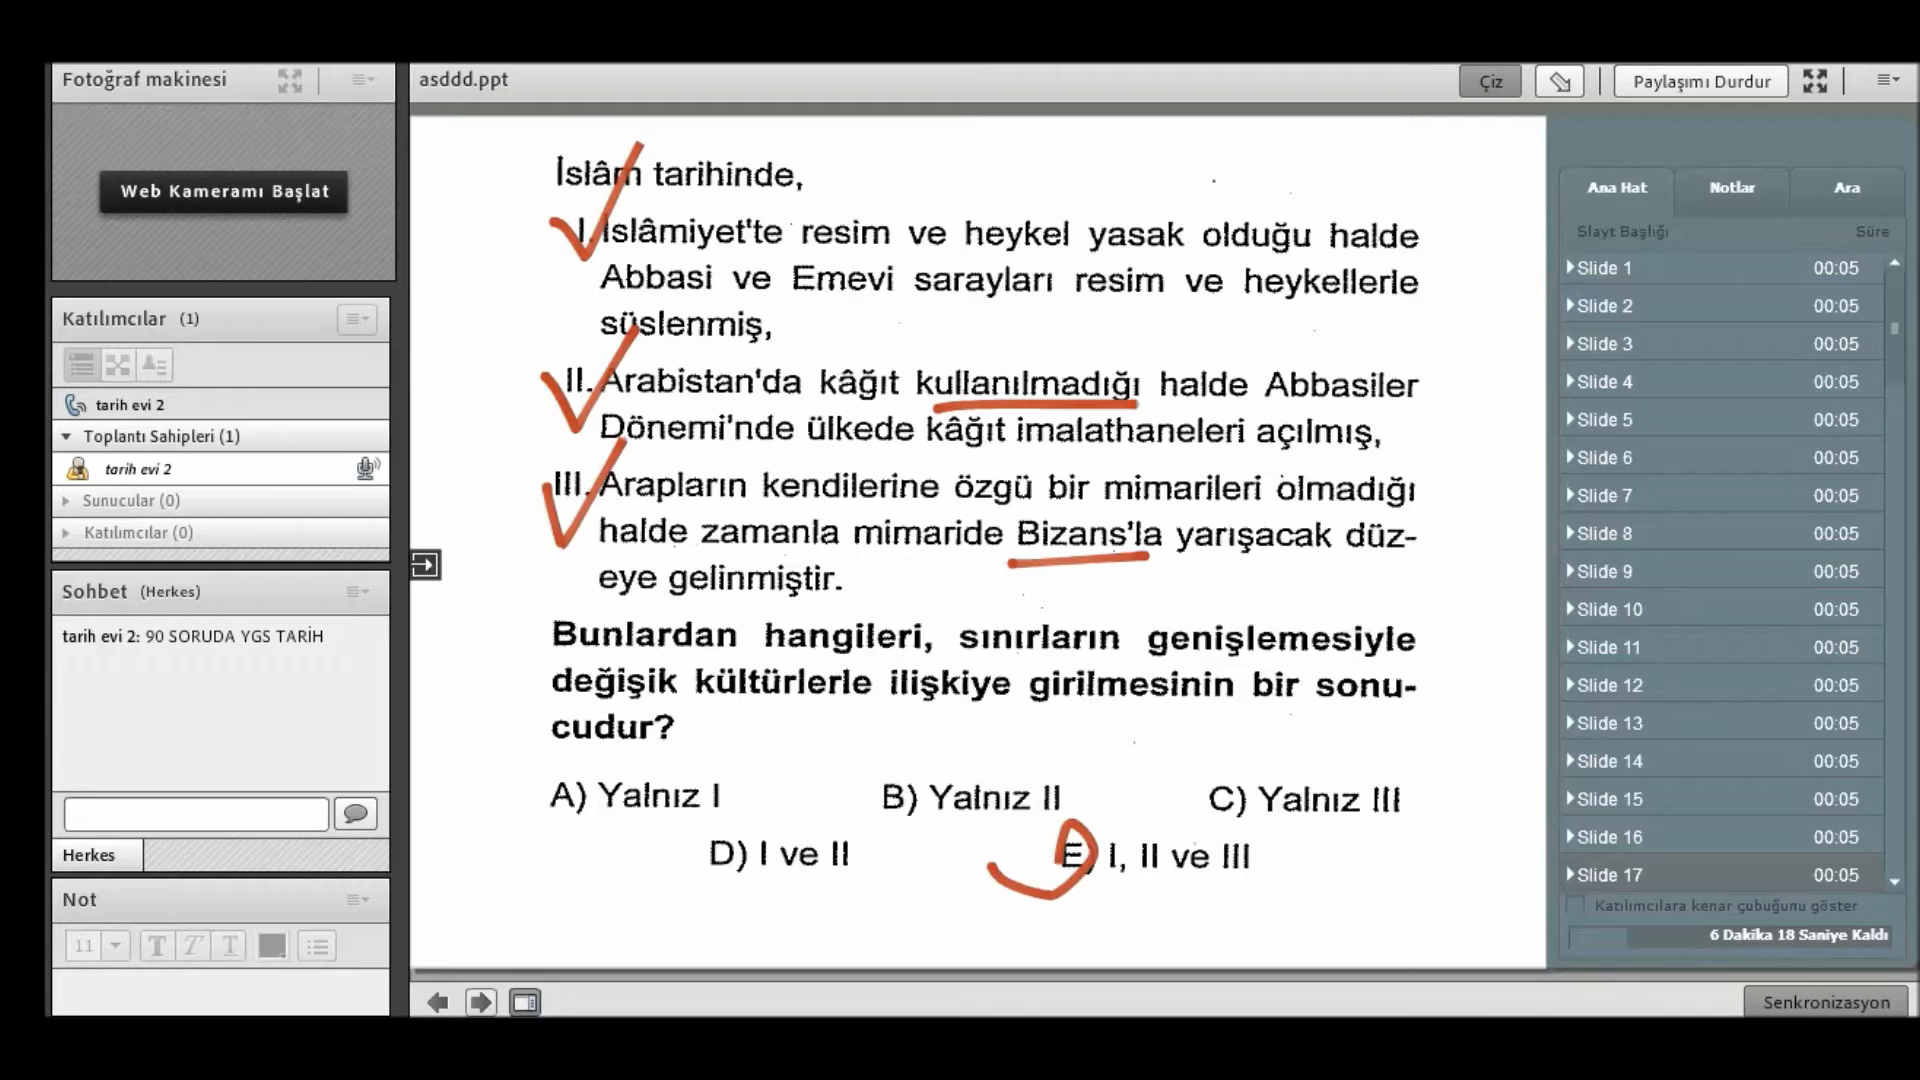 Fotoğraf makinesi
asddd.ppt
Çiz
Paylaşımı Durdur
Web Kameramı Başlat
Katılımcılar (1)
tarih evi 2
Toplantı Sahipleri (1)
tarih evi 2
Sunucular (0)
Katılımcılar (0)
Sohbet (Herkes)
tarih evi 2: 90 SORUDA YGS TARİH
Herkes
Not
11
T T T
İslâm tarihinde,
I. İslâmiyet'te resim ve heykel yasak olduğu halde
Abbasi ve Emevi sarayları resim ve heykellerle
süslenmiş,
II. Arabistan'da kâğıt kullanılmadığı halde Abbasiler
Dönemi'nde ülkede kâğıt imalathaneleri açılmış,
III. Arapların kendilerine özgü bir mimarileri olmadığı
halde zamanla mimaride Bizans'la yarışacak düz-
eye gelinmiştir.
Bunlardan hangileri, sınırların genişlemesiyle
değişik kültürlerle ilişkiye girilmesinin bir sonu-
cudur?
A) Yalnız I B) Yalnız II C) Yalnız III
D) I ve II E) I, II ve III
Ana Hat Notlar Ara
Slayt Başlığı Süre
Slide 1 00:05
Slide 2 00:05
Slide 3 00:05
Slide 4 00:05
Slide 5 00:05
Slide 6 00:05
Slide 7 00:05
Slide 8 00:05
Slide 9 00:05
Slide 10 00:05
Slide 11 00:05
Slide 12 00:05
Slide 13 00:05
Slide 14 00:05
Slide 15 00:05
Slide 16 00:05
Slide 17 00:05
Katılımcılara kenar çubuğunu göster
6 Dakika 18 Saniye Kaldı
Senkronizasyon